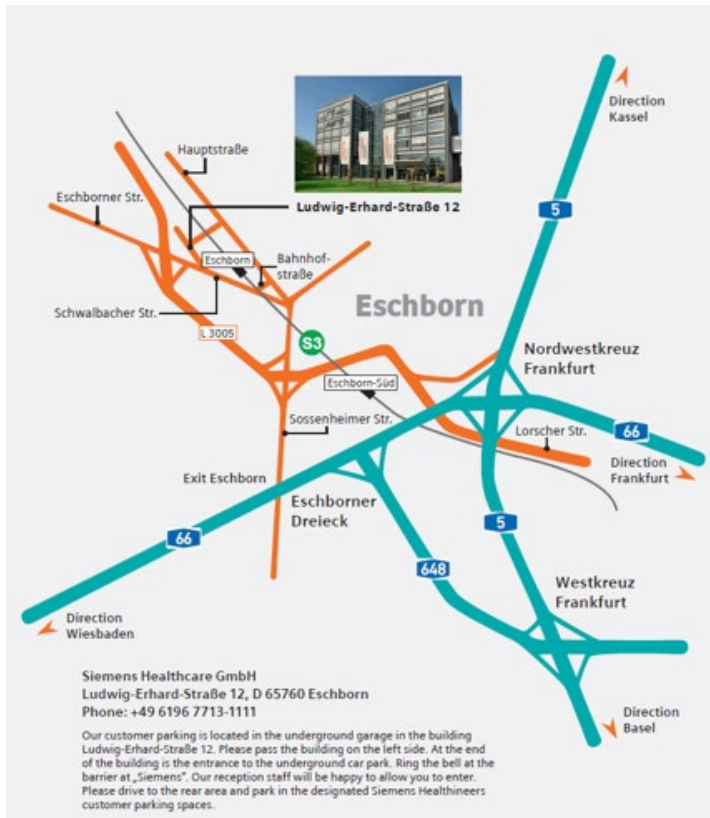 Direction
Kassel
Hauptstraße
Eschborner Str.
5
Ludwig-Erhard-Straße 12
Eschborn
Bahnhof-
straße
Eschborn
Schwalbacher Str.
L 3005
S3
Nordwestkreuz
Frankfurt
Eschborn-Süd
Sossenheimer Str.
Lorscher Str.
66
Direction
Frankfurt
Exit Eschborn
Eschborner
Dreieck
5
66
648
Westkreuz
Frankfurt
Direction
Wiesbaden
Siemens Healthcare GmbH
Ludwig-Erhard-Straße 12, D 65760 Eschborn
Phone: +49 6196 7713-1111
Direction
Basel
Our customer parking is located in the underground garage in the building
Ludwig-Erhard-Straße 12. Please pass the building on the left side. At the end
of the building is the entrance to the underground car park. Ring the bell at the
barrier at „Siemens". Our reception staff will be happy to allow you to enter.
Please drive to the rear area and park in the designated Siemens Healthineers
customer parking spaces.